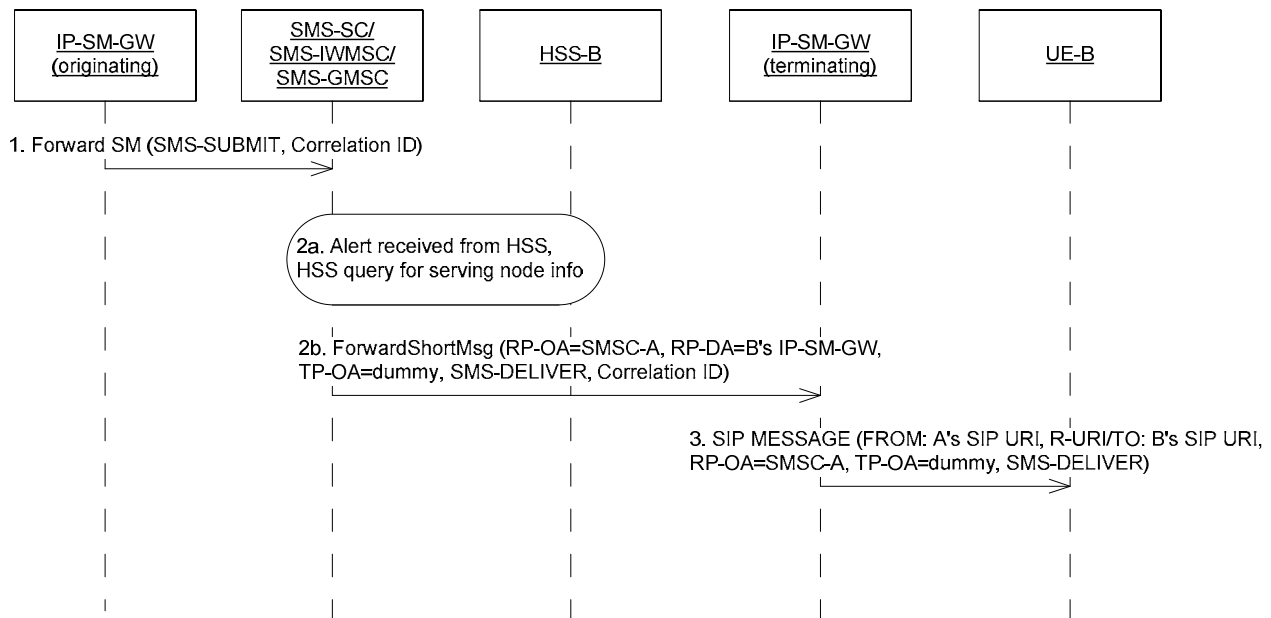 IP-SM-GW
(originating)
SMS-SC/
SMS-IWMSC/
SMS-GMSC
HSS-B
IP-SM-GW
(terminating)
UE-B
1. Forward SM (SMS-SUBMIT, Correlation ID)
2a. Alert received from HSS,
HSS query for serving node info
2b. ForwardShortMsg (RP-OA=SMSC-A, RP-DA=B's IP-SM-GW,
TP-OA=dummy, SMS-DELIVER, Correlation ID)
3. SIP MESSAGE (FROM: A's SIP URI, R-URI/TO: B's SIP URI,
RP-OA=SMSC-A, TP-OA=dummy, SMS-DELIVER)